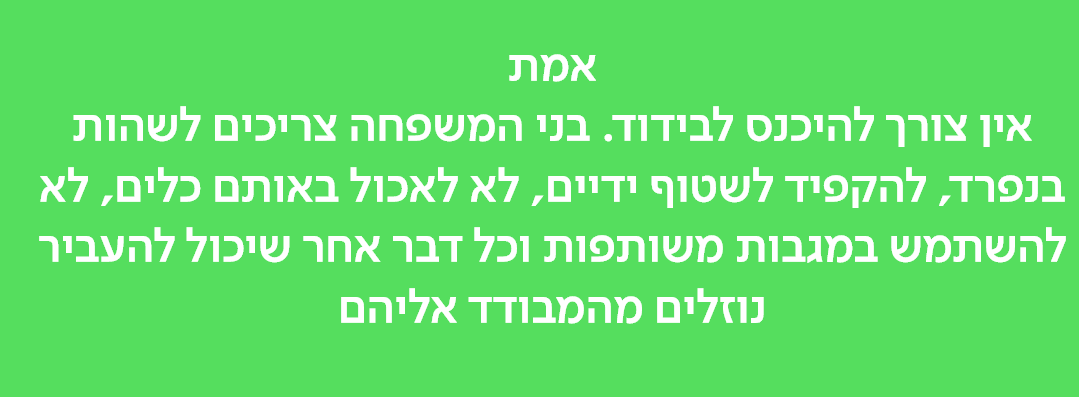 אמת
אין צורך להיכנס לבידוד. בני המשפחה צריכים לשהות
בנפרד, להקפיד לשטוף ידיים, לא לאכול באותם כלים, לא
להשתמש במגבות משותפות וכל דבר אחר שיכול להעביר
נוזלים מהמבודד אליהם